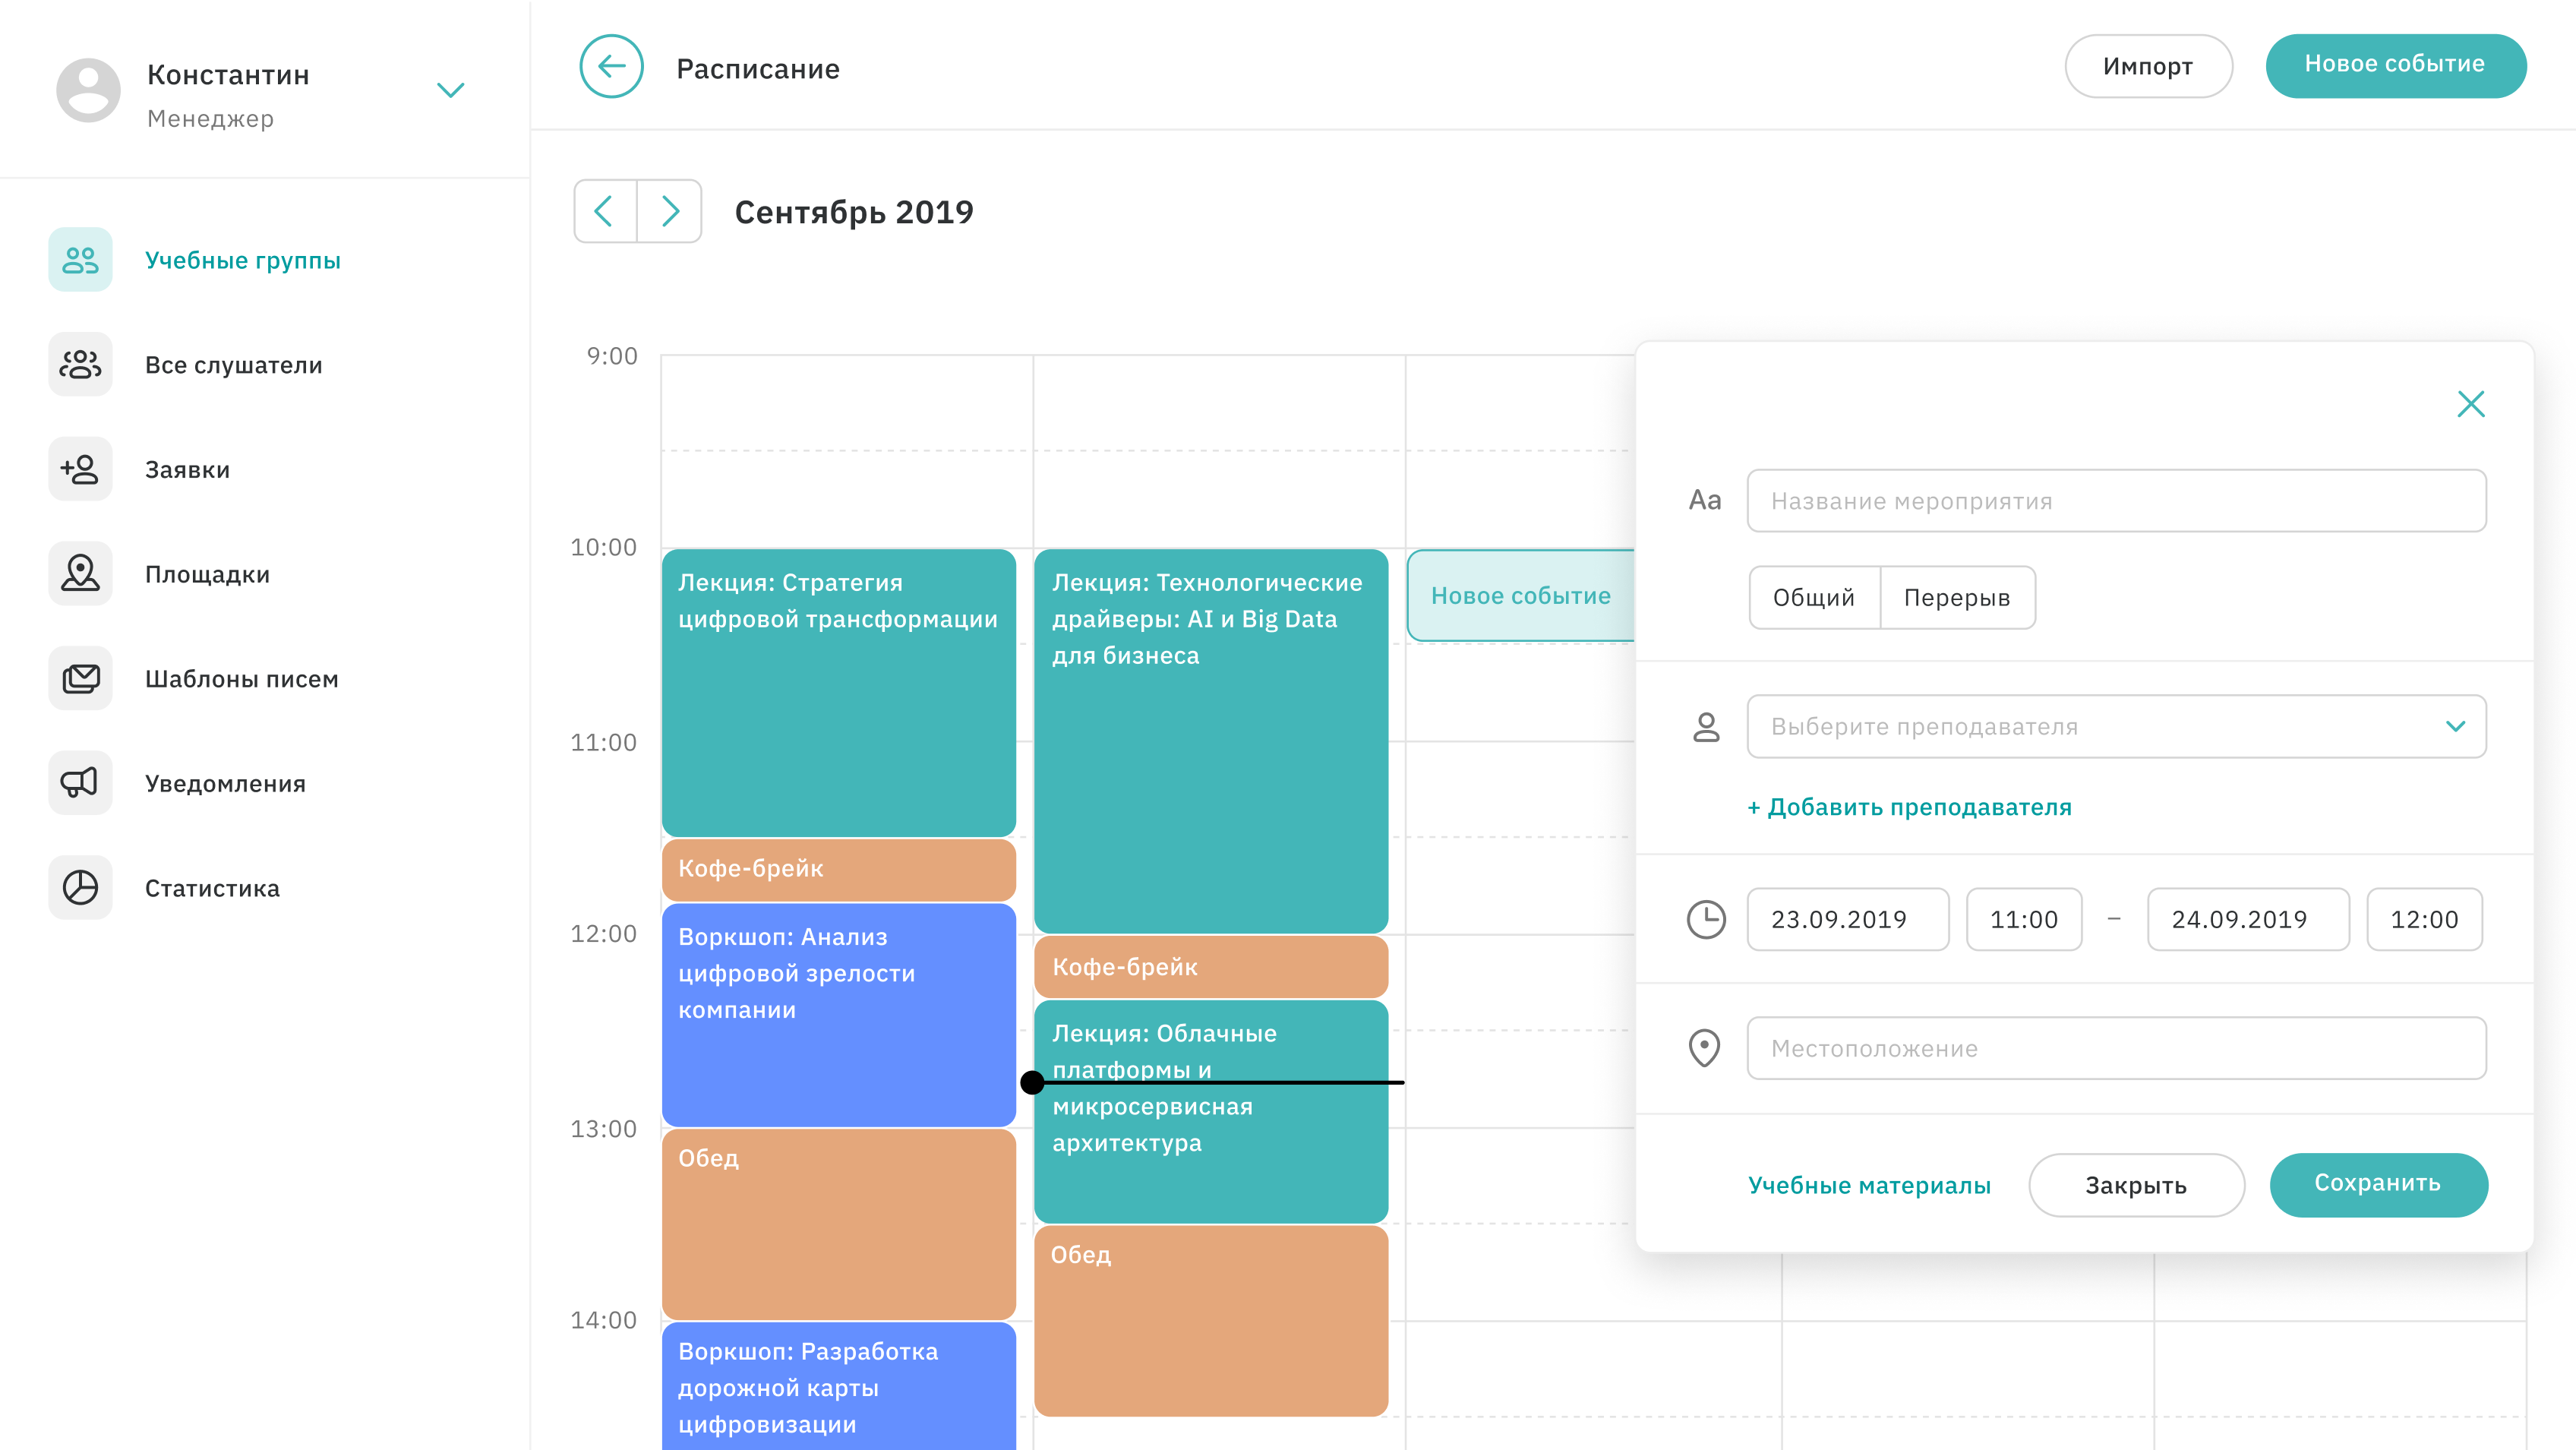 Константин
Менеджер
Учебные группы
Все слушатели
Заявки
Площадки
Шаблоны писем
Уведомления
Статистика
Расписание
Импорт
Новое событие
Сентябрь 2019
9:00
10:00
11:00
12:00
13:00
14:00
Лекция: Стратегия
цифровой трансформации
Кофе-брейк
Воркшоп: Анализ
цифровой зрелости
компании
Обед
Воркшоп: Разработка
дорожной карты
цифровизации
Лекция: Технологические
драйверы: AI и Big Data
для бизнеса
Кофе-брейк
Лекция: Облачные
платформы и
микросервисная
архитектура
Обед
Новое событие
Aa
Название мероприятия
Общий
Перерыв
Выберите преподавателя
+ Добавить преподавателя
23.09.2019
11:00
–
24.09.2019
12:00
Местоположение
Учебные материалы
Закрыть
Сохранить